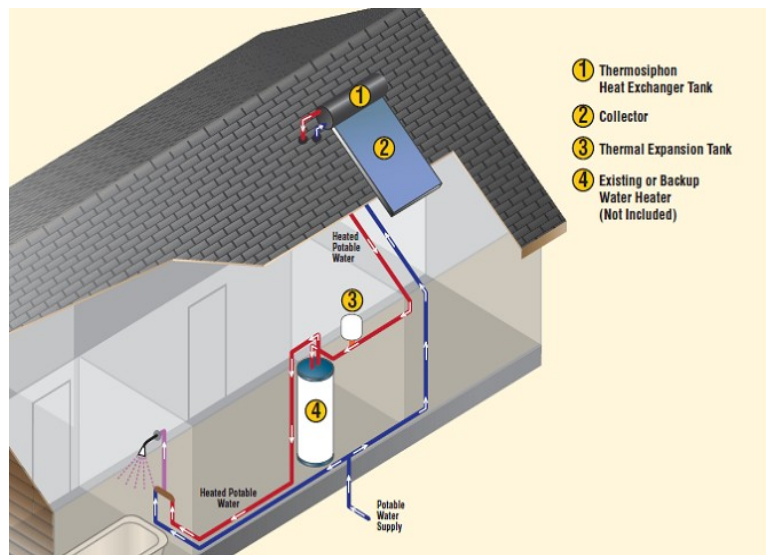 1 Thermosiphon
Heat Exchanger Tank
2 Collector
3 Thermal Expansion Tank
4 Existing or Backup
Water Heater
(Not Included)
1
2
Heated
Potable
Water
3
4
Heated Potable
Water
Potable
Water
Supply